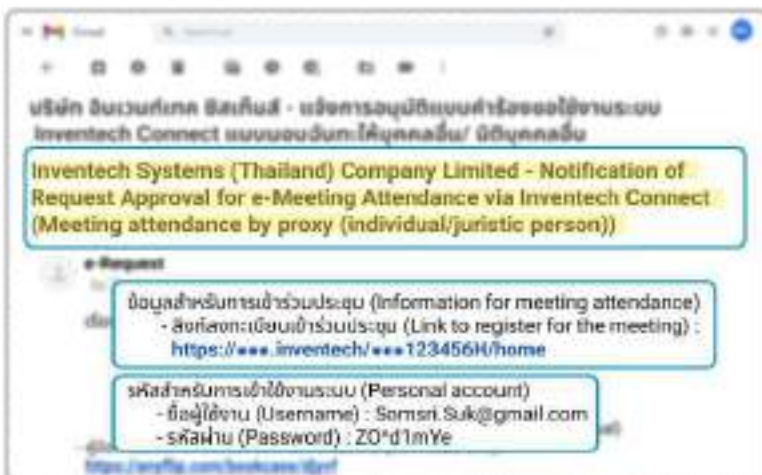 Gmail
บริษัท อินเวนท์เทค ซิสเท็มส์ - แจ้งการอนุมัติแบบคำร้องขอใช้งานระบบ
Inventech Connect แบบมอบฉันทะให้บุคคลอื่น/ นิติบุคคลอื่น
Inventech Systems (Thailand) Company Limited - Notification of
Request Approval for e-Meeting Attendance via Inventech Connect
(Meeting attendance by proxy (individual/juristic person))
e-Request
ข้อมูลสำหรับการเข้าร่วมประชุม (Information for meeting attendance)
- ลิงก์ลงทะเบียนเข้าร่วมประชุม (Link to register for the meeting) :
https://●●●.inventech/●●●123456H/home
รหัสสำหรับการเข้าใช้งานระบบ (Personal account)
- ชื่อผู้ใช้งาน (Username) : Somsri.Suk@gmail.com
- รหัสผ่าน (Password) : ZO^d1mYe